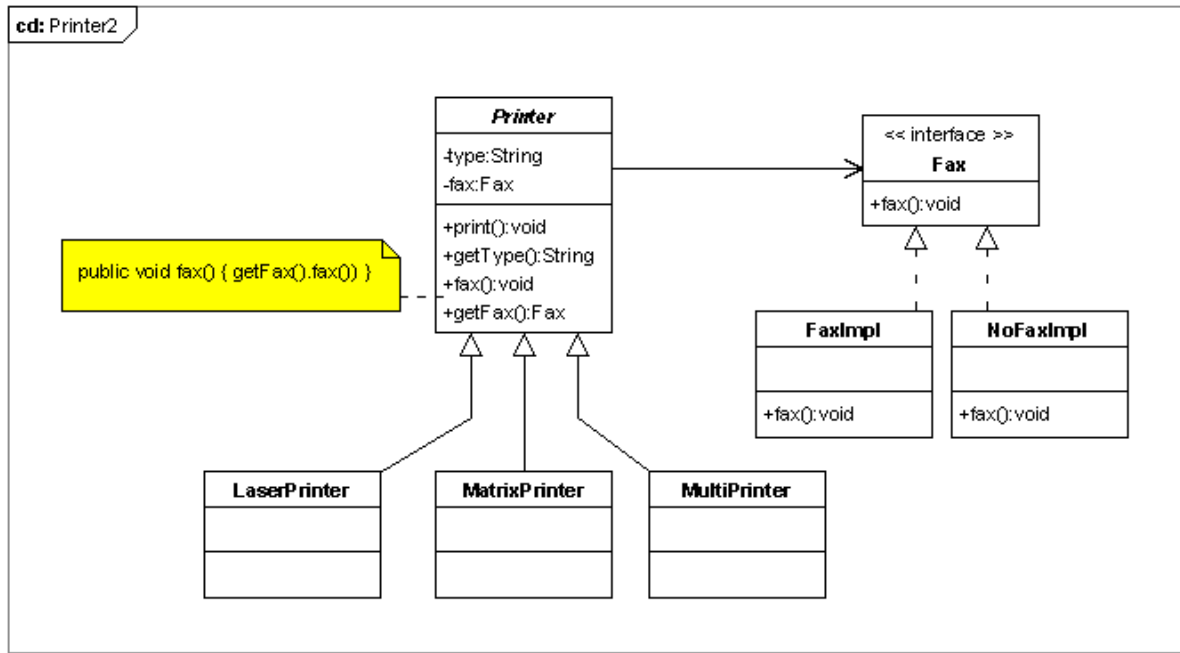 cd: Printer2
Printer
-type:String
-fax:Fax
+print():void
+getType():String
+fax():void
+getFax():Fax
<< interface >>
Fax
+fax():void
public void fax() { getFax().fax()) }
FaxImpl
+fax():void
NoFaxImpl
+fax():void
LaserPrinter
MatrixPrinter
MultiPrinter